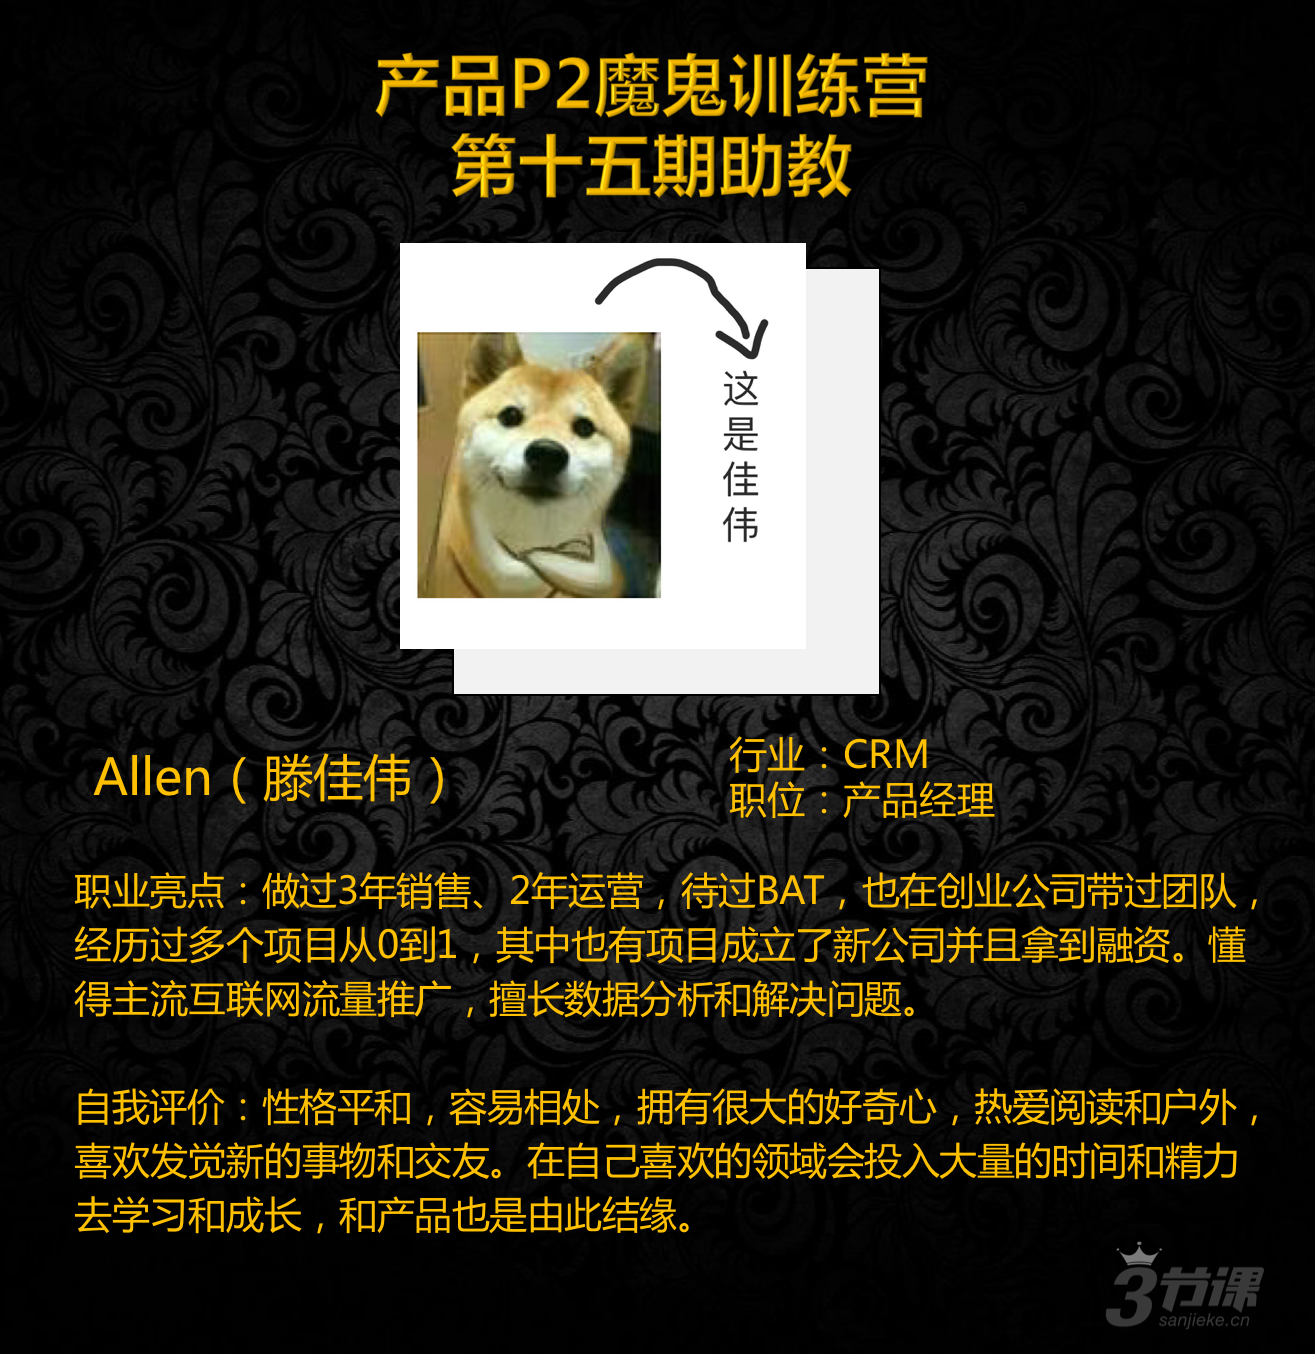 产品P2魔鬼训练营
第十五期助教
这是佳伟
Allen（滕佳伟）
行业：CRM
职位：产品经理
职业亮点：做过3年销售、2年运营，待过BAT，也在创业公司带过团队，
经历过多个项目从0到1，其中也有项目成立了新公司并且拿到融资。懂
得主流互联网流量推广，擅长数据分析和解决问题。
自我评价：性格平和，容易相处，拥有很大的好奇心，热爱阅读和户外，
喜欢发觉新的事物和交友。在自己喜欢的领域会投入大量的时间和精力
去学习和成长，和产品也是由此结缘。
3节课
sanjieke.cn